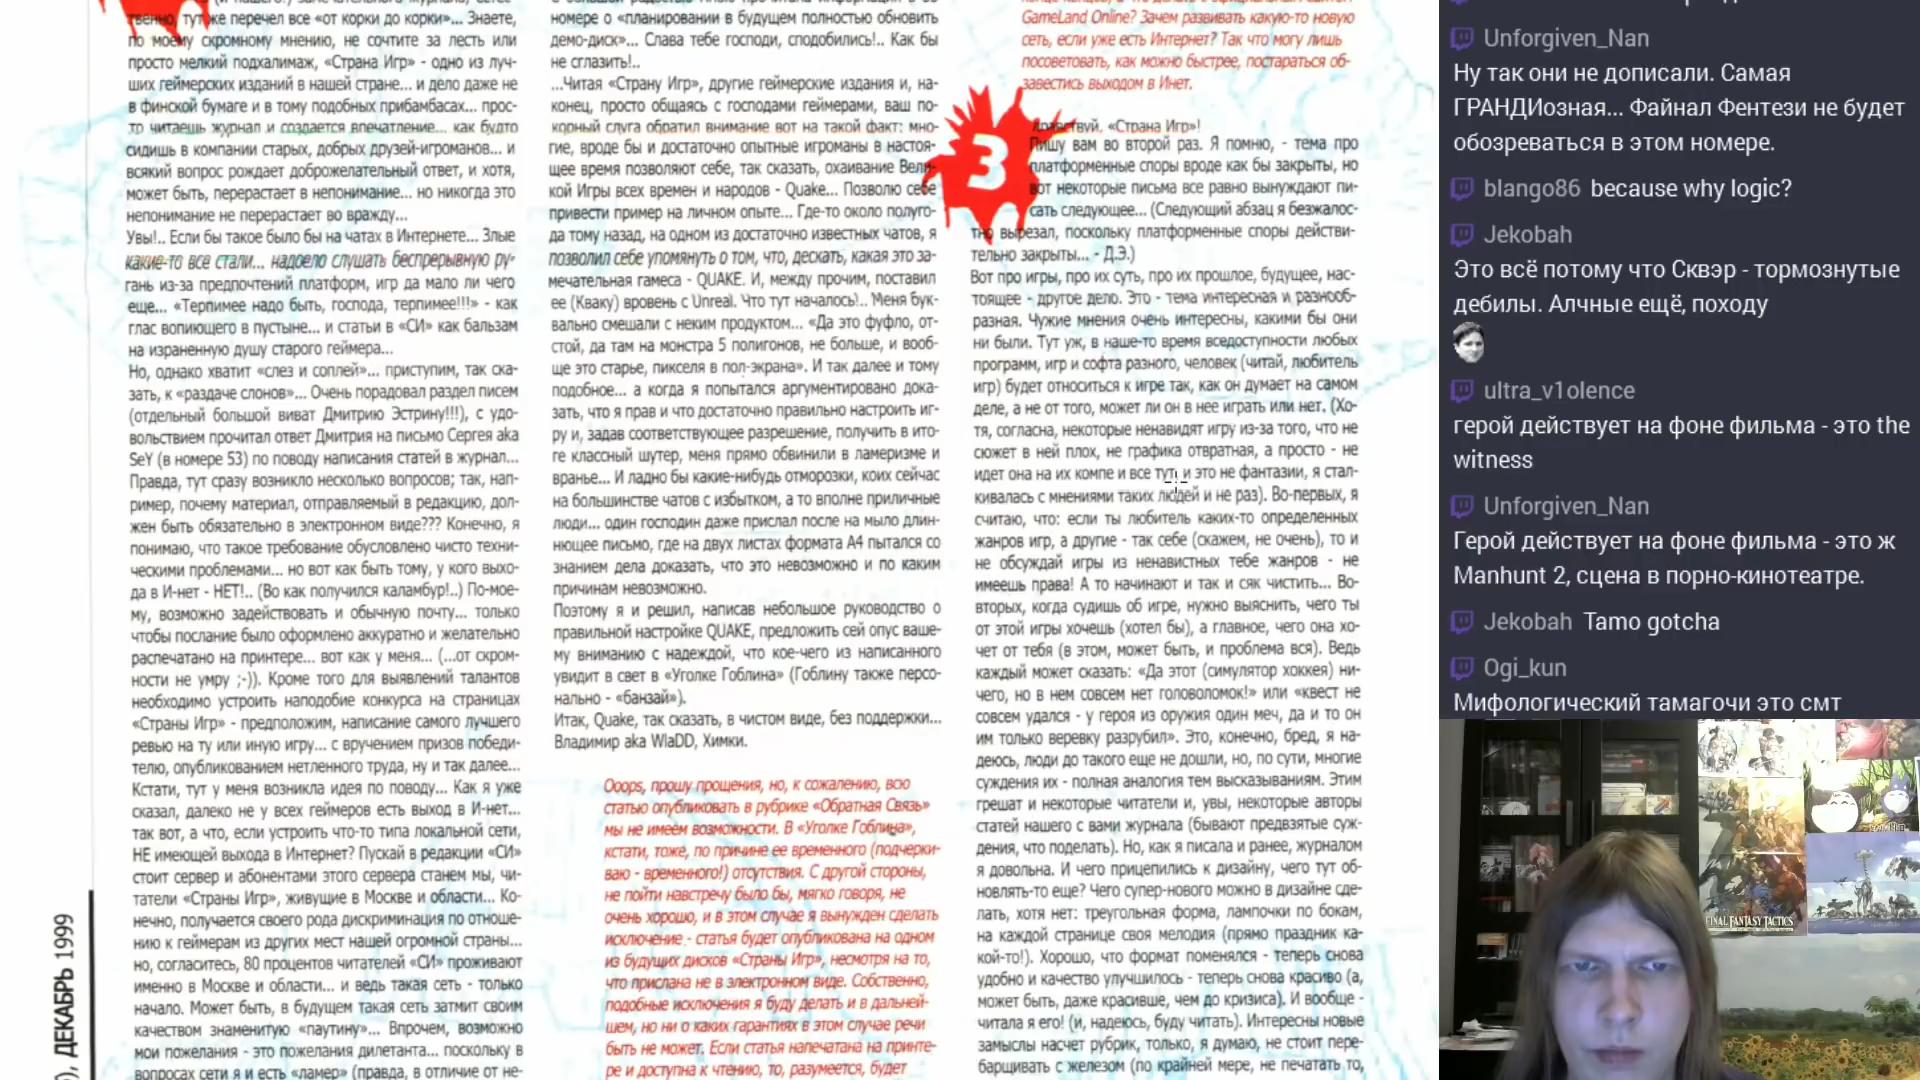 твенно, тут же перечел все «от корки до корки»... Знаете,
по моему скромному мнению, не сочтите за лесть или
просто мелкий подхалимаж, «Страна Игр» - одно из луч-
ших геймерских изданий в нашей стране... и дело даже не
в финской бумаге и в тому подобных прибамбасах... прос-
то читаешь журнал и создается впечатление... как будто
сидишь в компании старых, добрых друзей-игроманов... и
всякий вопрос рождает доброжелательный ответ, и хотя,
может быть, перерастает в непонимание... но никогда это
непонимание не перерастает во вражду...
Увы!.. Если бы такое было бы на чатах в Интернете... Злые
какие-то все стали... надоело слушать беспрерывную ру-
гань из-за предпочтений платформ, игр да мало ли чего
еще... «Терпимее надо быть, господа, терпимее!!!» - как
глас вопиющего в пустыне... и статьи в «СИ» как бальзам
на израненную душу старого геймера...
Но, однако хватит «слез и соплей»... приступим, так ска-
зать, к «раздаче слонов»... Очень порадовал раздел писем
(отдельный большой виват Дмитрию Эстрину!!!), с удо-
вольствием прочитал ответ Дмитрия на письмо Сергея aka
SeY (в номере 53) по поводу написания статей в журнал...
Правда, тут сразу возникло несколько вопросов; так, нап-
ример, почему материал, отправляемый в редакцию, дол-
жен быть обязательно в электронном виде??? Конечно, я
понимаю, что такое требование обусловлено чисто техни-
ческими проблемами... но вот как быть тому, у кого выхо-
да в И-нет - НЕТ!.. (Во как получился каламбур!..) По-мое-
му, возможно задействовать и обычную почту... только
чтобы послание было оформлено аккуратно и желательно
распечатано на принтере... вот как у меня... (...от скром-
ности не умру ;-)). Кроме того для выявлений талантов
необходимо устроить наподобие конкурса на страницах
«Страны Игр» - предположим, написание самого лучшего
ревью на ту или иную игру... с вручением призов победи-
телю, опубликованием нетленного труда, ну и так далее...
Кстати, тут у меня возникла идея по поводу... Как я уже
сказал, далеко не у всех геймеров есть выход в И-нет...
так вот, а что, если устроить что-то типа локальной сети,
НЕ имеющей выхода в Интернет? Пускай в редакции «СИ»
стоит сервер и абонентами этого сервера станем мы, чи-
татели «Страны Игр», живущие в Москве и области... Ко-
нечно, получается своего рода дискриминация по отноше-
нию к геймерам из других мест нашей огромной страны...
но, согласитесь, 80 процентов читателей «СИ» проживают
именно в Москве и области... и ведь такая сеть - только
начало. Может быть, в будущем такая сеть затмит своим
качеством знаменитую «паутину»... Впрочем, возможно
мои пожелания - это пожелания дилетанта... поскольку в
вопросах сети я и есть «ламер» (правда, в отличие от не-
ДЕКАБРЬ 1999
номере о «планировании в будущем полностью обновить
демо-диск»... Слава тебе господи, сподобились!.. Как бы
не сглазить!..
...Читая «Страну Игр», другие геймерские издания и, на-
конец, просто общаясь с господами геймерами, ваш по-
корный слуга обратил внимание вот на такой факт: мно-
гие, вроде бы и достаточно опытные игроманы в настоя-
щее время позволяют себе, так сказать, охаивание Вели-
кой Игры всех времен и народов - Quake... Позволю себе
привести пример на личном опыте... Где-то около полуго-
да тому назад, на одном из достаточно известных чатов, я
позволил себе упомянуть о том, что, дескать, какая это за-
мечательная гамеса - QUAKE. И, между прочим, поставил
ее (Кваку) вровень с Unreal. Что тут началось!.. Меня бук-
вально смешали с неким продуктом... «Да это фуфло, от-
стой, да там на монстра 5 полигонов, не больше, и вооб-
ще это старье, пикселя в пол-экрана». И так далее и тому
подобное... а когда я попытался аргументировано дока-
зать, что я прав и что достаточно правильно настроить иг-
ру и, задав соответствующее разрешение, получить в ито-
ге классный шутер, меня прямо обвинили в ламеризме и
вранье... И ладно бы какие-нибудь отморозки, коих сейчас
на большинстве чатов с избытком, а то вполне приличные
люди... один господин даже прислал после на мыло длин-
нющее письмо, где на двух листах формата А4 пытался со
знанием дела доказать, что это невозможно и по каким
причинам невозможно.
Поэтому я и решил, написав небольшое руководство о
правильной настройке QUAKE, предложить сей опус ваше-
му вниманию с надеждой, что кое-чего из написанного
увидит в свет в «Уголке Гоблина» (Гоблину также персо-
нально - «банзай»).
Итак, Quake, так сказать, в чистом виде, без поддержки...
Владимир aka WlaDD, Химки.
Ooops, прошу прощения, но, к сожалению, всю
статью опубликовать в рубрике «Обратная Связь»
мы не имеем возможности. В «Уголке Гоблина»,
кстати, тоже, по причине ее временного (подчерки-
ваю - временного!) отсутствия. С другой стороны,
не пойти навстречу было бы, мягко говоря, не
очень хорошо, и в этом случае я вынужден сделать
исключение - статья будет опубликована на одном
из будущих дисков «Страны Игр», несмотря на то,
что прислана не в электронном виде. Собственно,
подобные исключения я буду делать и в дальней-
шем, но ни о каких гарантиях в этом случае речи
быть не может. Если статья напечатана на принте-
ре и доступна к чтению, то, разумеется, будет
GameLand Online? Зачем развивать какую-то новую
сеть, если уже есть Интернет? Так что могу лишь
посоветовать, как можно быстрее, постараться об-
завестись выходом в Инет.
3
Здравствуй, «Страна Игр»!
Пишу вам во второй раз. Я помню, - тема про
платформенные споры вроде как бы закрыты, но
вот некоторые письма все равно вынуждают пи-
сать следующее... (Следующий абзац я безжалос-
тно вырезал, поскольку платформенные споры действи-
тельно закрыты... - Д.Э.)
Вот про игры, про их суть, про их прошлое, будущее, нас-
тоящее - другое дело. Это - тема интересная и разнооб-
разная. Чужие мнения очень интересны, какими бы они
ни были. Тут уж, в наше-то время вседоступности любых
программ, игр и софта разного, человек (читай, любитель
игр) будет относиться к игре так, как он думает на самом
деле, а не от того, может ли он в нее играть или нет. (Хо-
тя, согласна, некоторые ненавидят игру из-за того, что не
сюжет в ней плох, не графика отвратная, а просто - не
идет она на их компе и все тут, и это не фантазии, я стал-
кивалась с мнениями таких людей и не раз). Во-первых, я
считаю, что: если ты любитель каких-то определенных
жанров игр, а другие - так себе (скажем, не очень), то и
не обсуждай игры из ненавистных тебе жанров - не
имеешь права! А то начинают и так и сяк чистить... Во-
вторых, когда судишь об игре, нужно выяснить, чего ты
от этой игры хочешь (хотел бы), а главное, чего она хо-
чет от тебя (в этом, может быть, и проблема вся). Ведь
каждый может сказать: «Да этот (симулятор хоккея) ни-
чего, но в нем совсем нет головоломок!» или «квест не
совсем удался - у героя из оружия один меч, да и то он
им только веревку разрубил». Это, конечно, бред, я на-
деюсь, люди до такого еще не дошли, но, по сути, многие
суждения их - полная аналогия тем высказываниям. Этим
грешат и некоторые читатели и, увы, некоторые авторы
статей нашего с вами журнала (бывают предвзятые суж-
дения, что поделать). Но, как я писала и ранее, журналом
я довольна. И чего прицепились к дизайну, чего тут об-
новлять-то еще? Чего супер-нового можно в дизайне сде-
лать, хотя нет: треугольная форма, лампочки по бокам,
на каждой странице своя мелодия (прямо праздник ка-
кой-то!). Хорошо, что формат поменялся - теперь снова
удобно и качество улучшилось - теперь снова красиво (а,
может быть, даже красивше, чем до кризиса). И вообще -
читала я его! (и, надеюсь, буду читать). Интересны новые
замыслы насчет рубрик, только, я думаю, не стоит пере-
барщивать с железом (по крайней мере, не печатать то,
Unforgiven_Nan
Ну так они не дописали. Самая
ГРАНДИозная... Файнал Фентези не будет
обозреваться в этом номере.
blango86 because why logic?
Jekobah
Это всё потому что Сквэр - тормознутые
дебилы. Алчные ещё, походу
ultra_v1olence
герой действует на фоне фильма - это the
witness
Unforgiven_Nan
Герой действует на фоне фильма - это ж
Manhunt 2, сцена в порно-кинотеатре.
Jekobah Tamo gotcha
Ogi_kun
Мифологический тамагочи это смт
FINAL FANTASY TACTICS